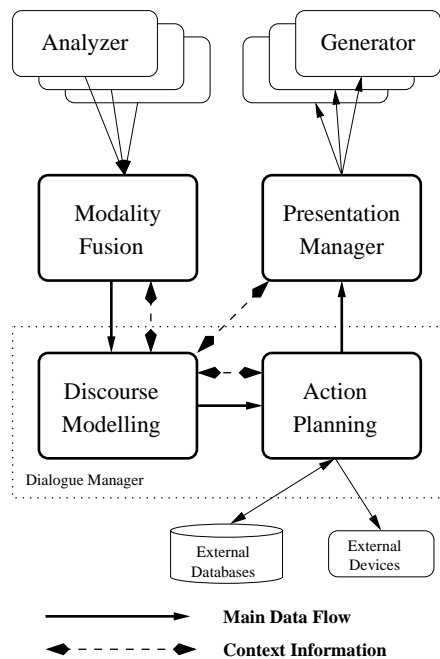 Analyzer
Generator
Modality
Fusion
Presentation
Manager
Discourse
Modelling
Action
Planning
Dialogue Manager
External
Databases
External
Devices
Main Data Flow
Context Information